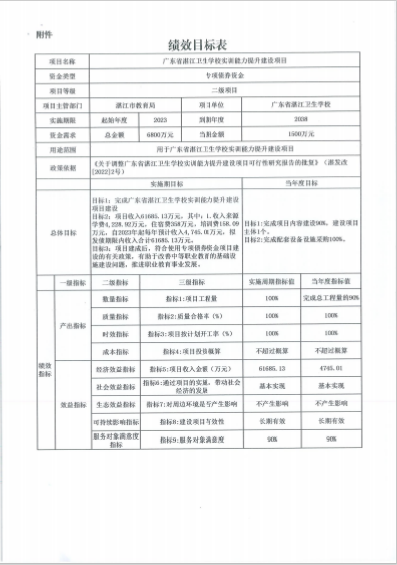 附件
绩效目标表
项目名称 广东省湛江卫生学校实训能力提升建设项目
资金类型 专项债券资金
项目等级 二级项目
项目主管部门 湛江市教育局 项目单位 广东省湛江卫生学校
实施期限 起始年度 2023 到期年度 2038
资金需求 总金额 6800万元 当期金额 1500万元
用途范围 用于广东省湛江卫生学校实训能力提升建设项目
政策依据 《关于调整广东省湛江卫生学校实训能力提升建设项目可行性研究报告的批复》（湛发改
[2022]2号）
实施期目标 当年度目标
总体目标
目标1：完成广东省湛江卫生学校实训能力提升建设项目
项目建设
目标2：项目收入61685.13万元，其中：1.收入来源
学费4,228.92万元，住宿费358万元，培训费158.09
万元，自2023年起每年预计收入4,745.01万元，
发债期限内收入合计61685.13万元。
目标3：项目建成后，符合使用专项债券资金项目建
设的有关政策，有助于改善中等职业教育的基础设
施建设问题，推进职业教育事业发展。
目标1:完成项目内容建设90%，建设项目
主体1个。
目标2:完成配套设备设施采购100%。
绩效指标
一级指标 二级指标 三级指标 实施周期指标值 当年度指标值
产出指标
数量指标 指标1:项目工程量 100% 完成总工程量的90%
质量指标 指标2:质量合格率（%） 100% 100%
时效指标 指标3:项目按计划开工率（%） 100% 100%
成本指标 指标4:项目投资概算 不超过概算 不超过概算
效益指标
经济效益指标 指标5:项目收入金额（万元） 61685.13 4745.01
社会效益指标 指标6:通过项目的实施，带动社会
经济的发展 基本实现 基本实现
生态效益指标 指标7:对周边环境是否产生影响 不产生影响 不产生影响
可持续影响指标 指标8:建设项目与效性 长期有效 长期有效
服务对象满意度
指标 指标9:服务对象满意度 90% 90%